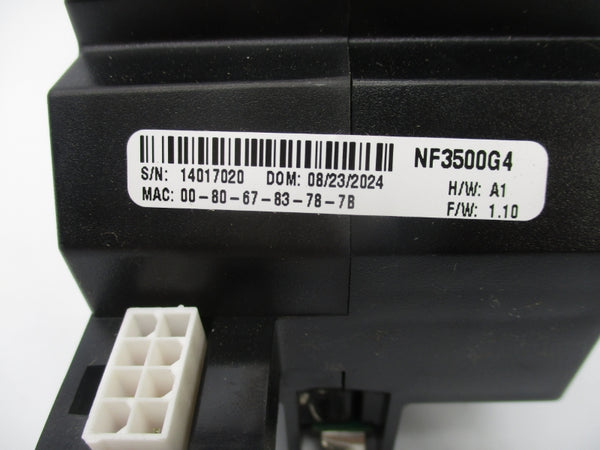 NF3500G4
S/N: 14017020 DOM: 08/23/2024 H/W: A1
MAC: 00-80-67-83-78-7B F/W: 1.10